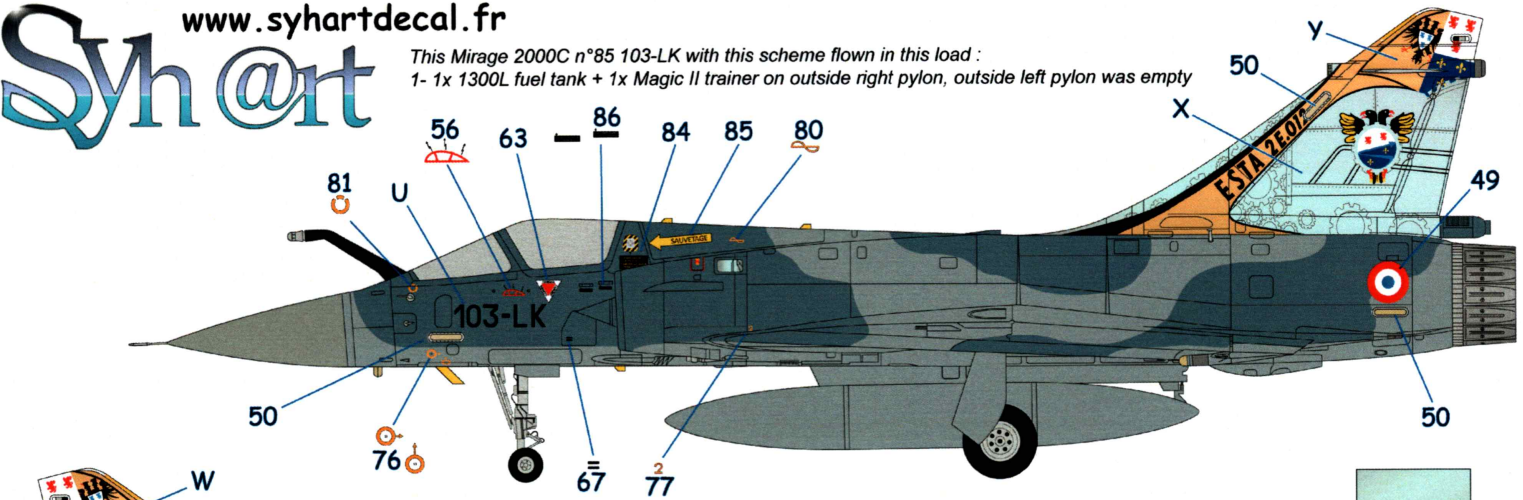 www.syhartdecal.fr
Syh@rt
This Mirage 2000C n°85 103-LK with this scheme flown in this load :
1- 1x 1300L fuel tank + 1x Magic II trainer on outside right pylon, outside left pylon was empty
Y
50
X
56
63
86
84
85
80
81
U
49
ESTA 2E.012
SAUVETAGE
103-LK
50
50
76
67
2
77
W